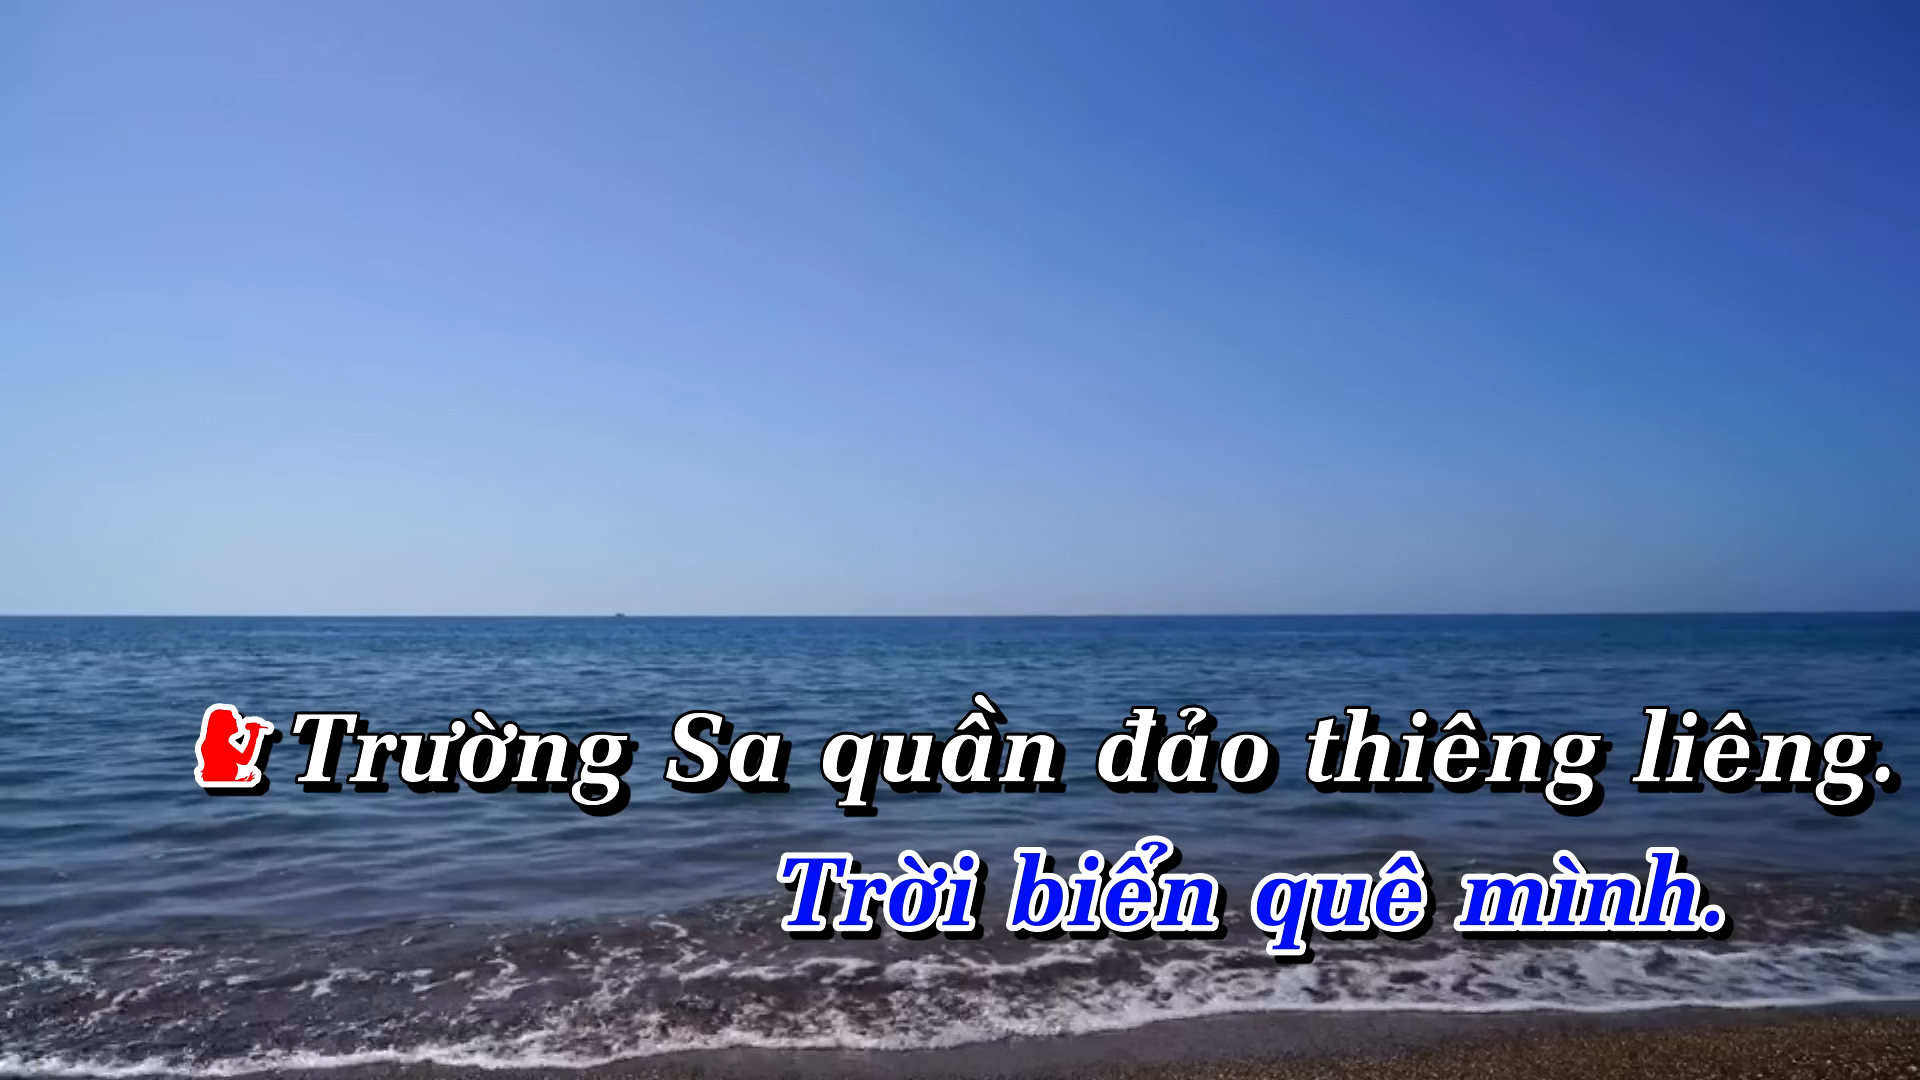 Trường Sa quần đảo thiêng liêng.
Trời biển quê mình.